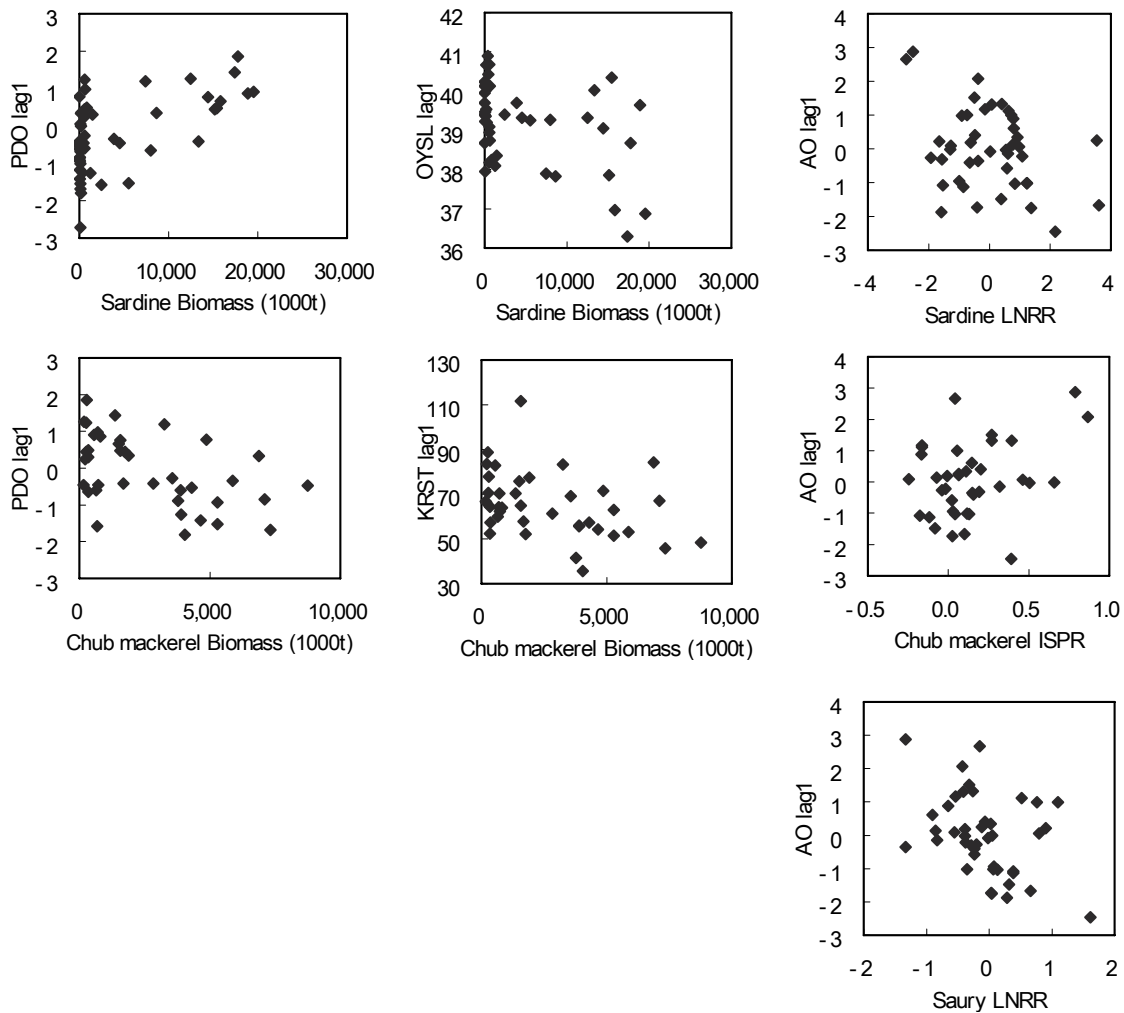 3
2
1
0
-1
-2
-3
PDO lag1
0 10,000 20,000 30,000
Sardine Biomass (1000t)
42
41
40
39
38
37
36
OYSL lag1
0 10,000 20,000 30,000
Sardine Biomass (1000t)
4
3
2
1
0
-1
-2
-3
AO lag1
-4 -2 0 2 4
Sardine LNRR
3
2
1
0
-1
-2
-3
PDO lag1
0 5,000 10,000
Chub mackerel Biomass (1000t)
130
110
90
70
50
30
KRST lag1
0 5,000 10,000
Chub mackerel Biomass (1000t)
4
3
2
1
0
-1
-2
-3
AO lag1
-0.5 0.0 0.5 1.0
Chub mackerel ISPR
4
3
2
1
0
-1
-2
-3
AO lag1
-2 -1 0 1 2
Saury LNRR